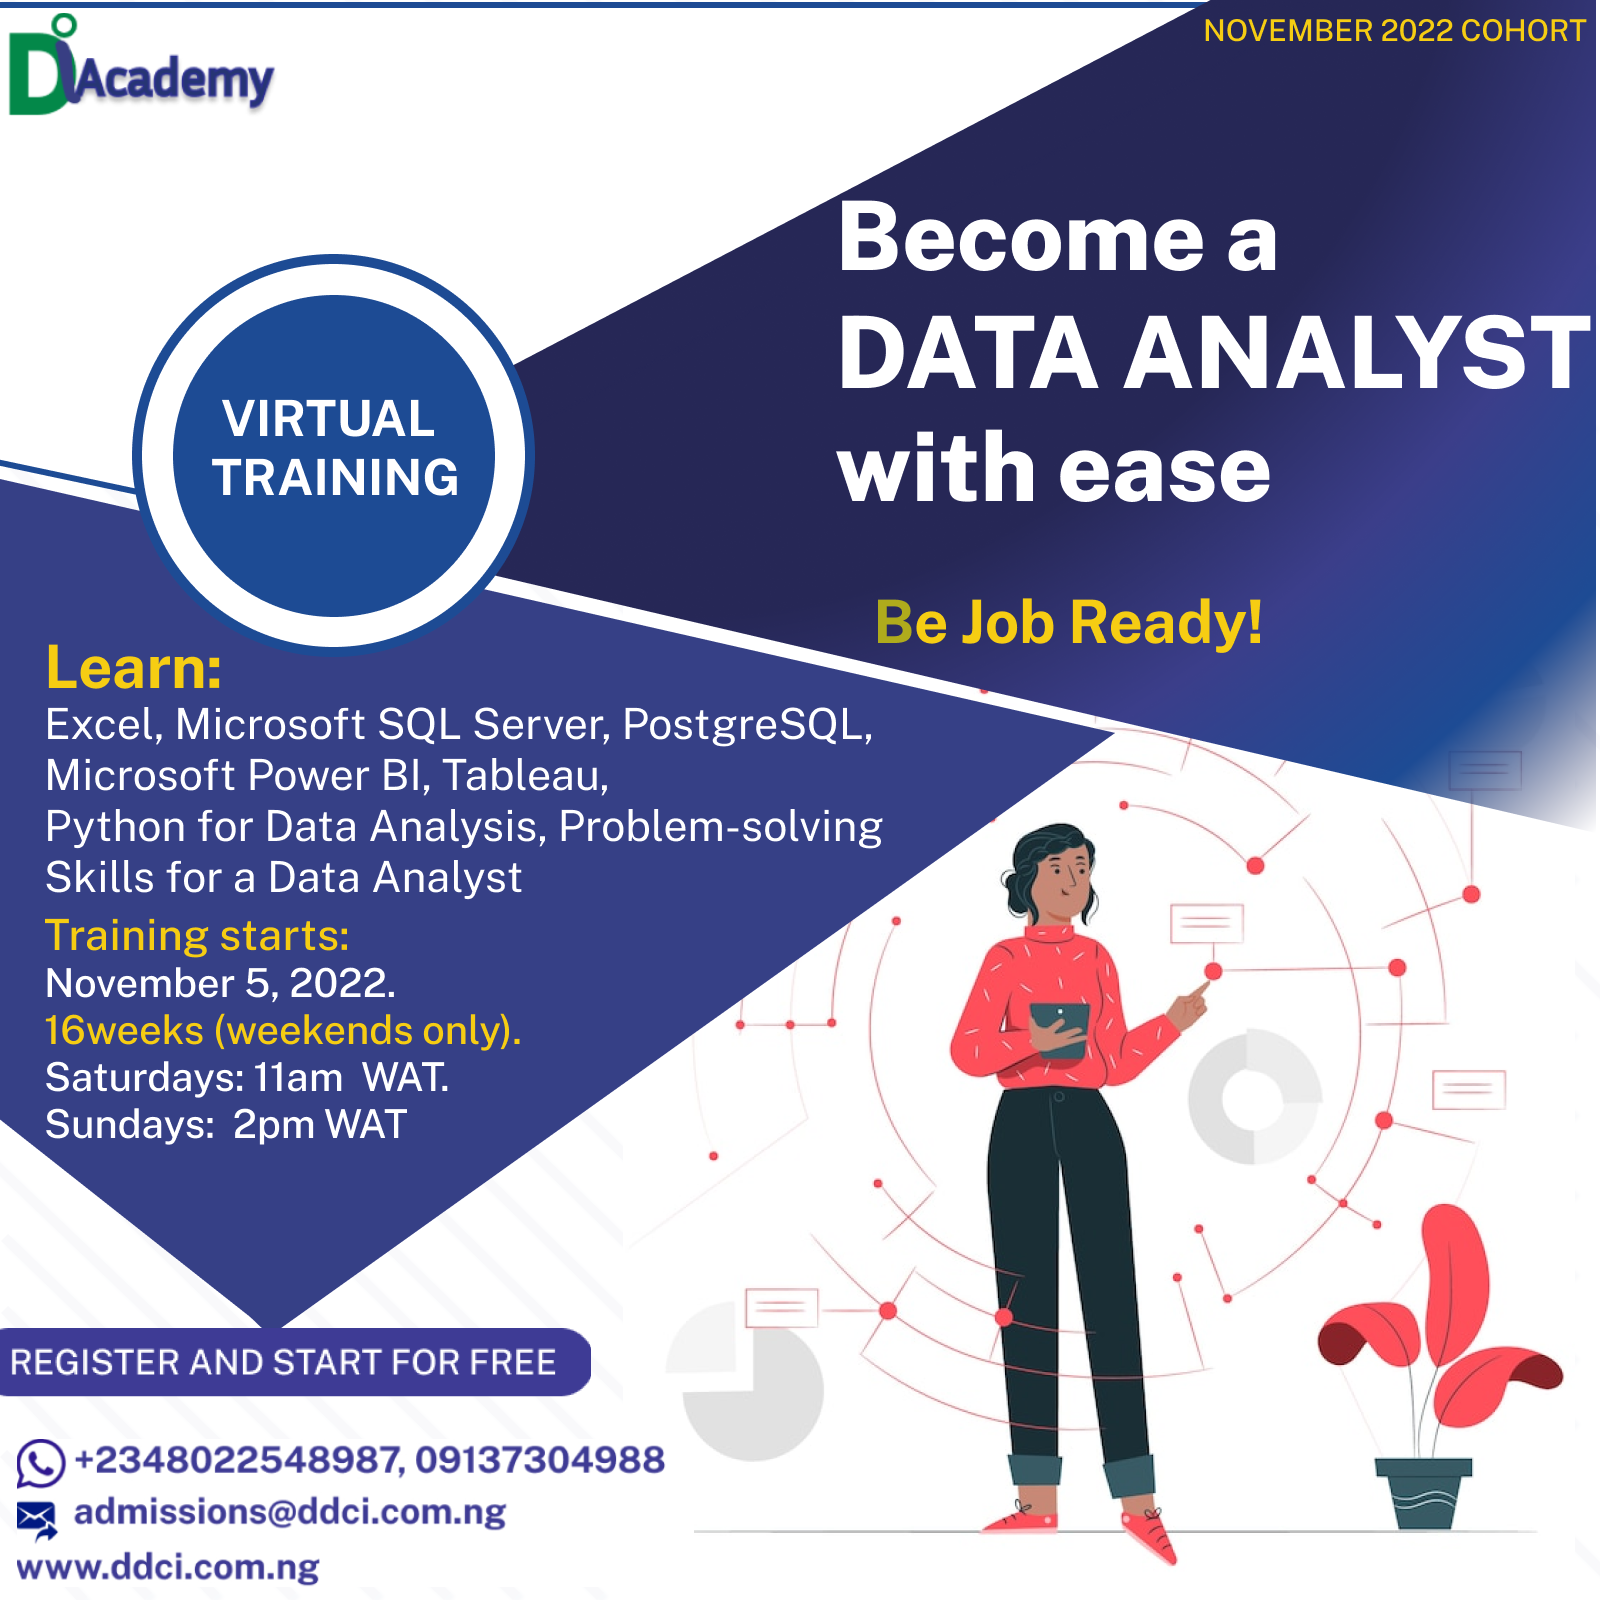 NOVEMBER 2022 COHORT
Di Academy
Become a
DATA ANALYST
with ease
VIRTUAL
TRAINING
Be Job Ready!
Learn:
Excel, Microsoft SQL Server, PostgreSQL,
Microsoft Power BI, Tableau,
Python for Data Analysis, Problem-solving
Skills for a Data Analyst
Training starts:
November 5, 2022.
16weeks (weekends only).
Saturdays: 11am WAT.
Sundays: 2pm WAT
REGISTER AND START FOR FREE
+2348022548987, 09137304988
admissions@ddci.com.ng
www.ddci.com.ng